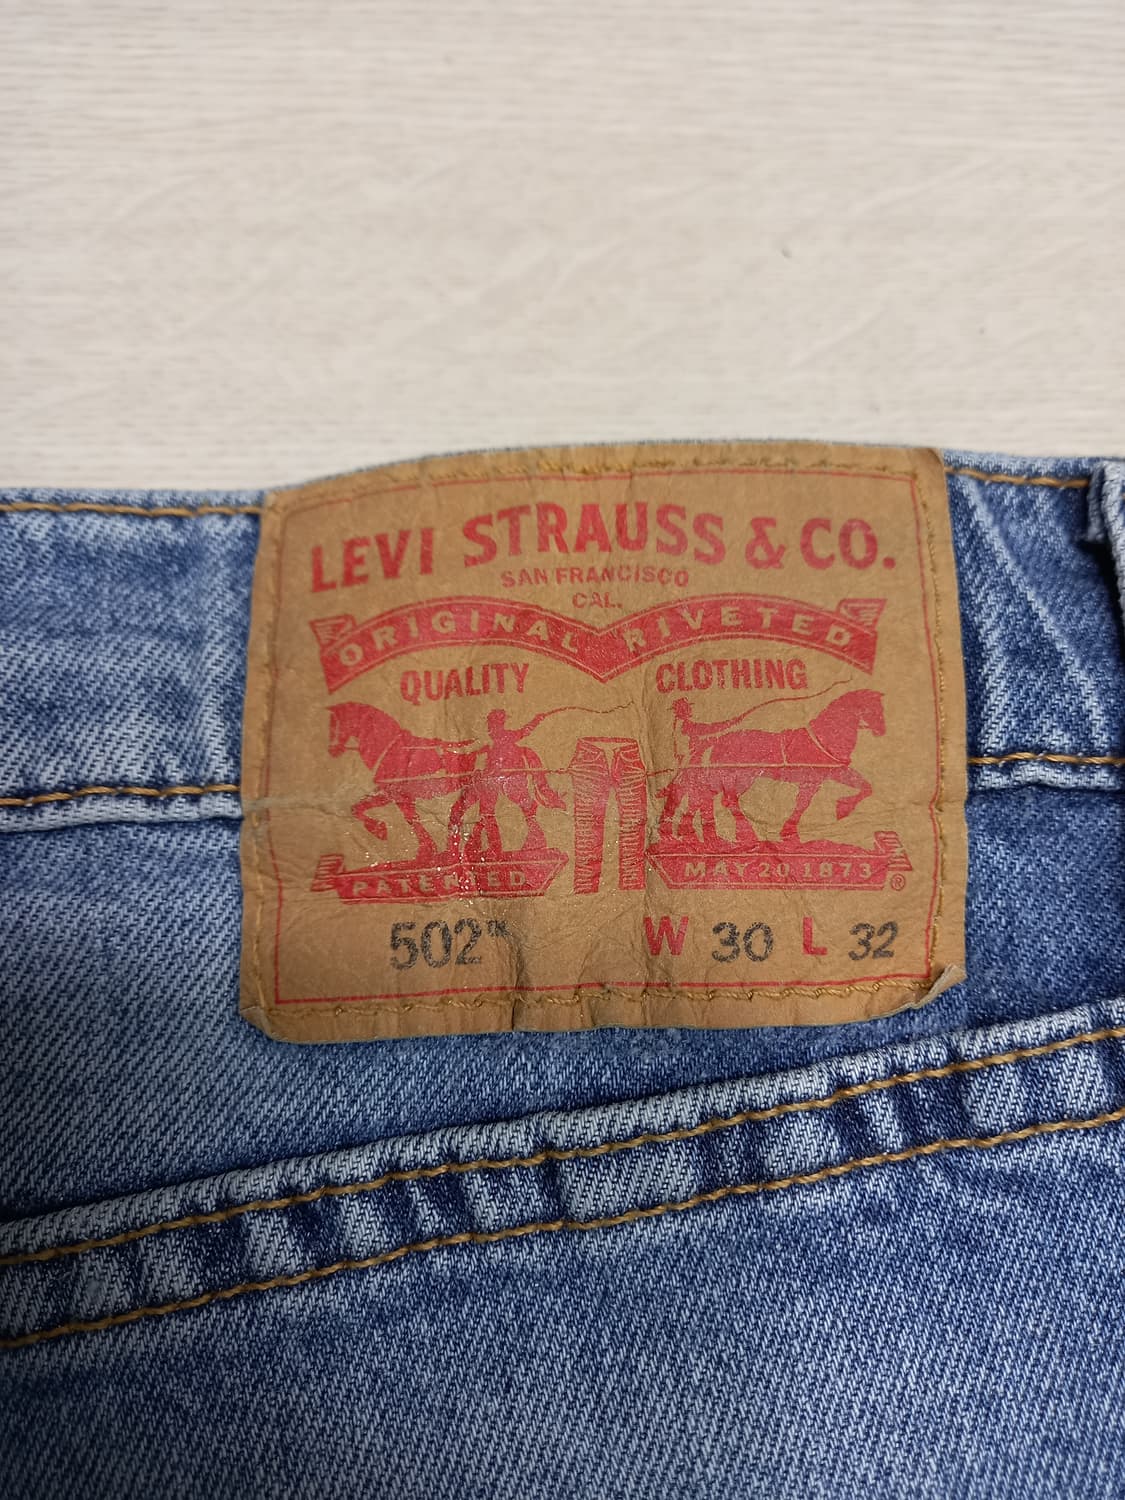 LEVI STRAUSS & CO.
SAN FRANCISCO
CAL.
ORIGINAL RIVETED
QUALITY CLOTHING
PATENTED MAY 20 1873 ®
502™ W 30 L 32